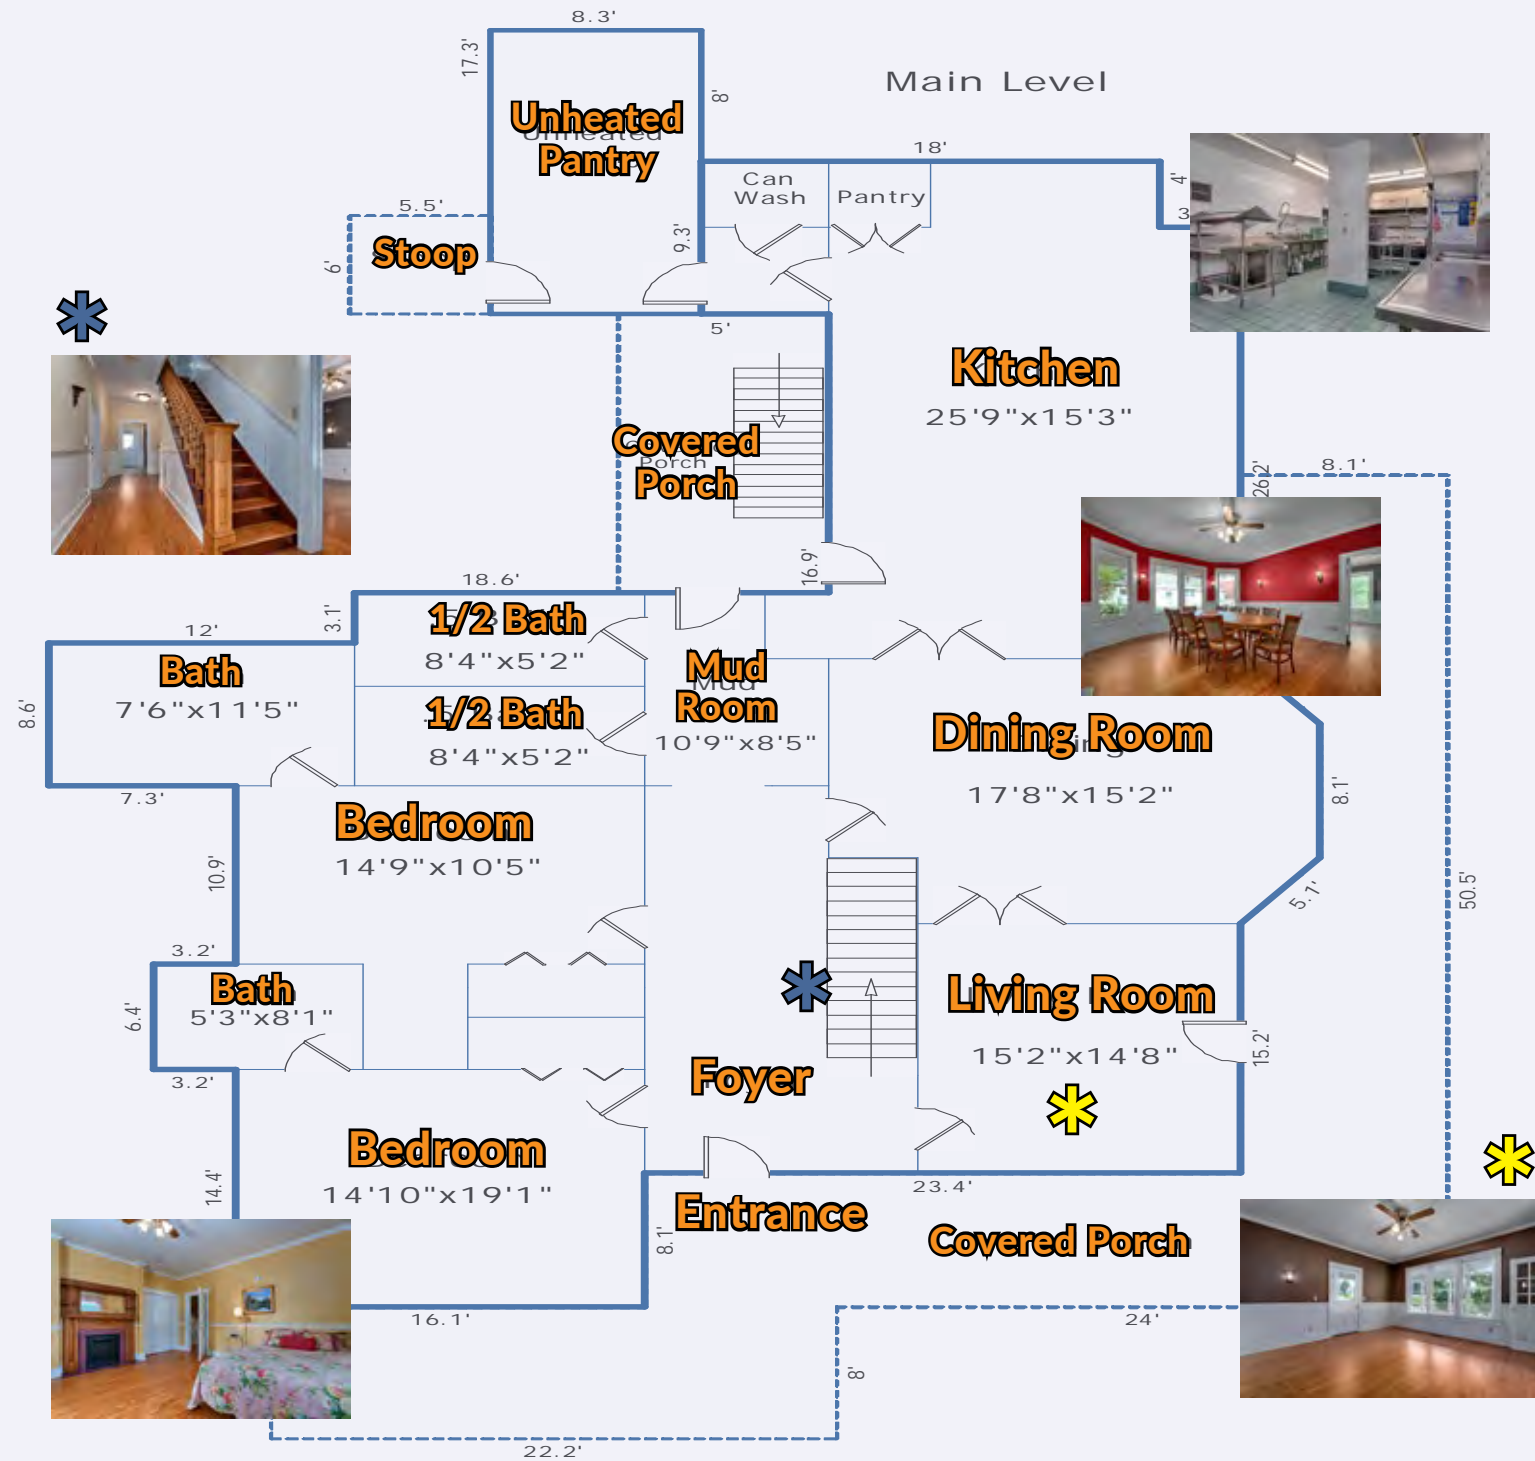 8.3'
17.3'
Main Level
8'
Unheated
Pantry
18'
4'
3
Can
Wash
Pantry
5.5'
6'
Stoop
9.3'
5'
Kitchen
25'9"x15'3"
Covered
Porch
Porch
26.2'
8.1'
16.9'
18.6'
3.1'
1/2 Bath
8'4"x5'2"
12'
Bath
7'6"x11'5"
8.6'
1/2 Bath
8'4"x5'2"
Mud
Room
Mud
10'9"x8'5"
Dining Room
17'8"x15'2"
8.1'
7.3'
Bedroom
14'9"x10'5"
10.9'
5.1'
50.5'
3.2'
Bath
5'3"x8'1"
6.4'
Living Room
15'2"x14'8"
15.2'
3.2'
Foyer
Bedroom
14'10"x19'1"
14.4'
23.4'
Entrance
8.1'
Covered Porch
16.1'
24'
8'
22.2'